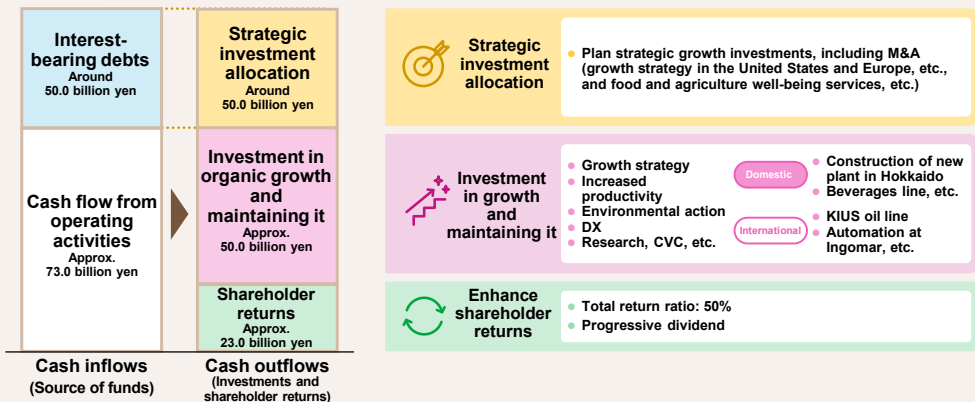 Interest-
bearing debts
Around
50.0 billion yen
Cash flow from
operating
activities
Approx.
73.0 billion yen
Cash inflows
(Source of funds)
Strategic
investment
allocation
Around
50.0 billion yen
Investment in
organic growth
and
maintaining it
Approx.
50.0 billion yen
Shareholder
returns
Approx.
23.0 billion yen
Cash outflows
(Investments and
shareholder returns)
Strategic
investment
allocation
Plan strategic growth investments, including M&A
(growth strategy in the United States and Europe, etc.,
and food and agriculture well-being services, etc.)
Investment
in growth
and
maintaining it
Growth strategy
Increased
productivity
Environmental action
DX
Research, CVC, etc.
Domestic
Construction of new
plant in Hokkaido
Beverages line, etc.
International
KIUS oil line
Automation at
Ingomar, etc.
Enhance
shareholder
returns
Total return ratio: 50%
Progressive dividend